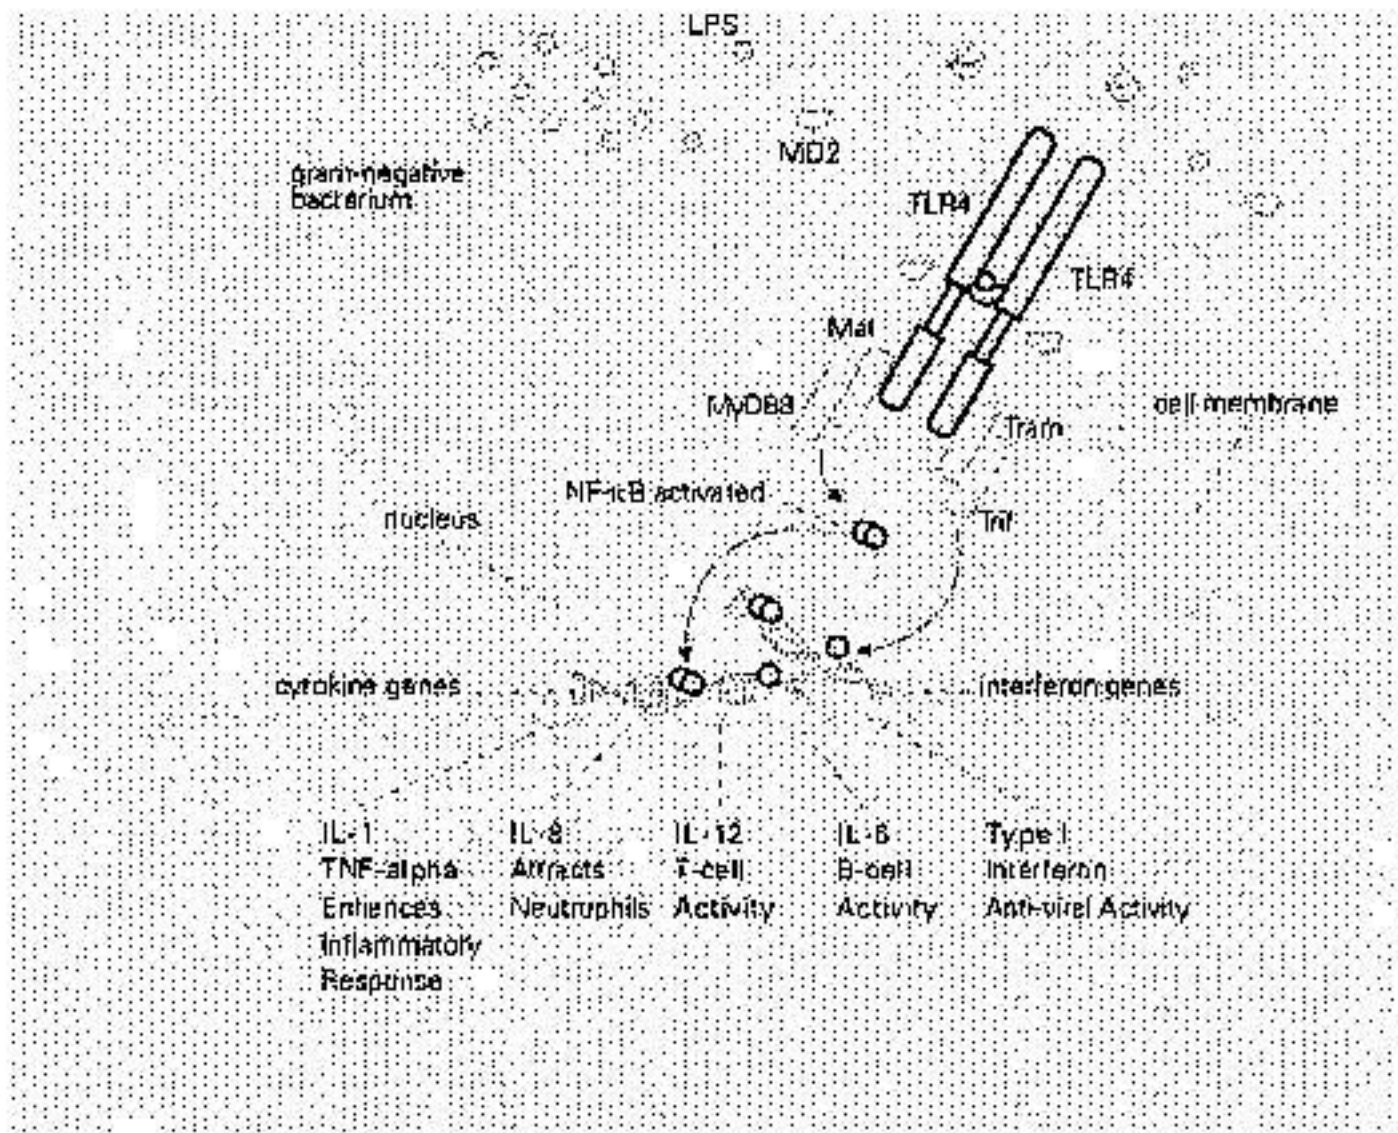 LPS
MD2
gram-negative
bacterium
TLR4
TLR4
Mal
MyD88
cell membrane
Tram
NF-κB activated
nucleus
Trif
cytokine genes
interferon genes
IL-1
TNF-alpha
Enhances
Inflammatory
Response
IL-8
Attracts
Neutrophils
IL-12
T-cell
Activity
IL-6
B-cell
Activity
Type I
Interferon
Anti-viral Activity